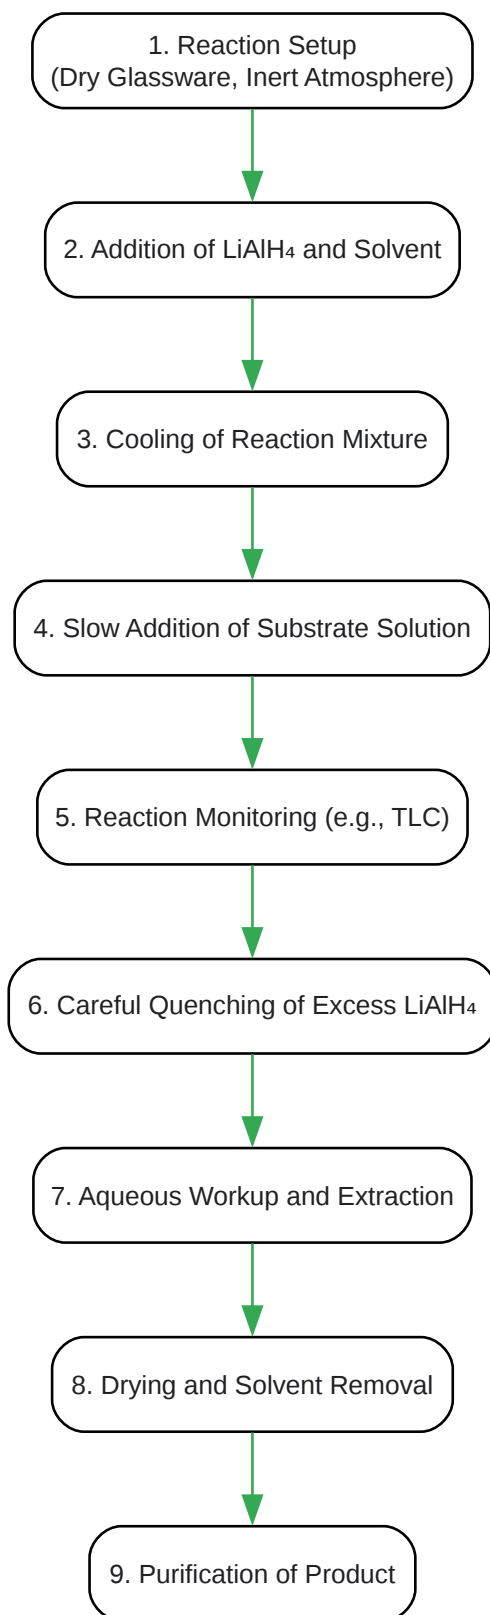 1. Reaction Setup
(Dry Glassware, Inert Atmosphere)
2. Addition of LiAlH₄ and Solvent
3. Cooling of Reaction Mixture
4. Slow Addition of Substrate Solution
5. Reaction Monitoring (e.g., TLC)
6. Careful Quenching of Excess LiAlH₄
7. Aqueous Workup and Extraction
8. Drying and Solvent Removal
9. Purification of Product